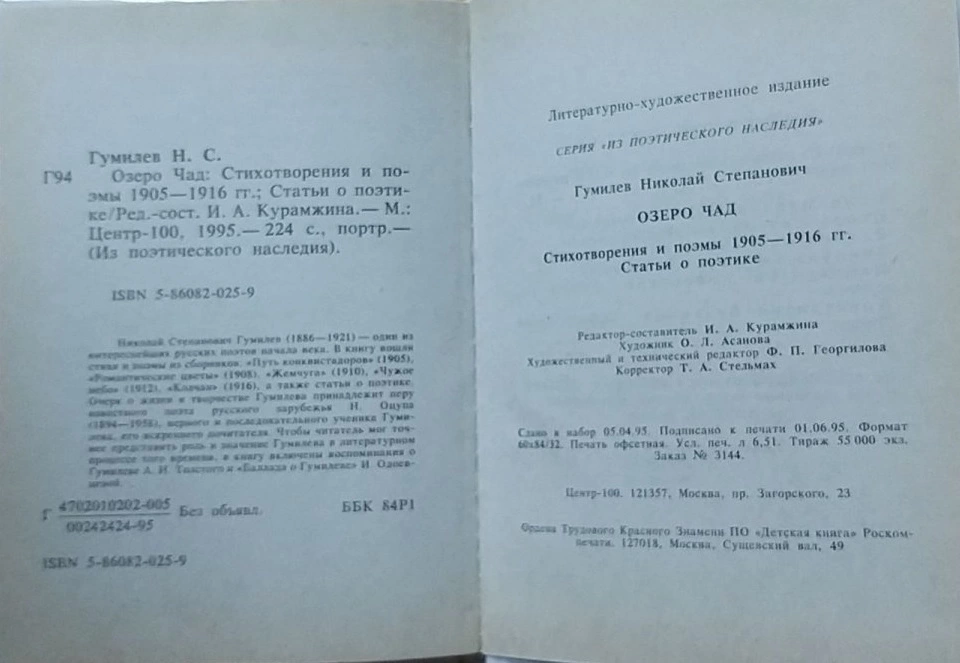 Гумилев Н. С.
Г94 Озеро Чад: Стихотворения и по-
эмы 1905—1916 гг.; Статьи о поэти-
ке/Ред.-сост. И. А. Курамжина.— М.:
Центр-100, 1995.— 224 с., портр.—
(Из поэтического наследия).
ISBN 5-86082-025-9
Николай Степанович Гумилев (1886—1921) — один из
интереснейших русских поэтов начала века. В книгу вошли
стихи и поэмы из сборников: «Путь конквистадоров» (1905),
«Романтические цветы» (1908), «Жемчуга» (1910), «Чужое
небо» (1912), «Колчан» (1916), а также статьи о поэтике.
Очерк о жизни и творчестве Гумилева принадлежит перу
известного поэта русского зарубежья Н. Оцупа
(1894—1958), верного и последовательного ученика Гуми-
лева, его искреннего почитателя. Чтобы читатель мог точ-
нее представить роль и значение Гумилева в литературном
процессе того времени, в книгу включены воспоминания о
Гумилеве А. Н. Толстого и «Баллада о Гумилеве» И. Одоев-
цевой.
Г 4702010202-005
00242424-95 Без объявл. ББК 84Р1
ISBN 5-86082-025-9
Литературно-художественное издание
СЕРИЯ «ИЗ ПОЭТИЧЕСКОГО НАСЛЕДИЯ»
Гумилев Николай Степанович
ОЗЕРО ЧАД
Стихотворения и поэмы 1905—1916 гг.
Статьи о поэтике
Редактор-составитель И. А. Курамжина
Художник О. Л. Асанова
Художественный и технический редактор Ф. П. Георгилова
Корректор Т. А. Стельмах
Сдано в набор 05.04.95. Подписано к печати 01.06.95. Формат
60x84/32. Печать офсетная. Усл. печ. л 6,51. Тираж 55 000 экз.
Заказ № 3144.
Центр-100. 121357, Москва, пр. Загорского, 23
Ордена Трудового Красного Знамени ПО «Детская книга» Роском-
печати. 127018, Москва, Сущевский вал, 49